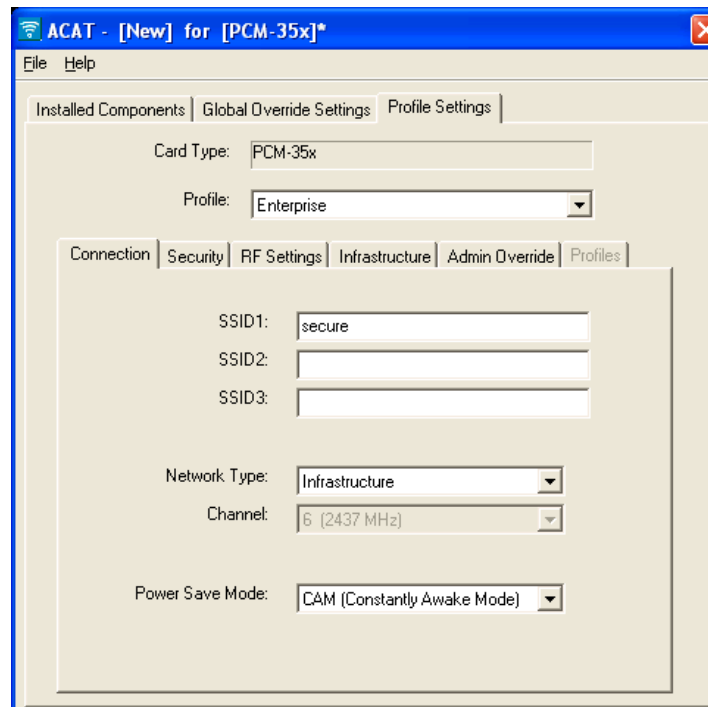 ACAT - [New] for [PCM-35x]*
File Help
Installed Components Global Override Settings Profile Settings
Card Type: PCM-35x
Profile: Enterprise
Connection Security RF Settings Infrastructure Admin Override Profiles
SSID1: secure
SSID2:
SSID3:
Network Type: Infrastructure
Channel: 6 (2437 MHz)
Power Save Mode: CAM (Constantly Awake Mode)